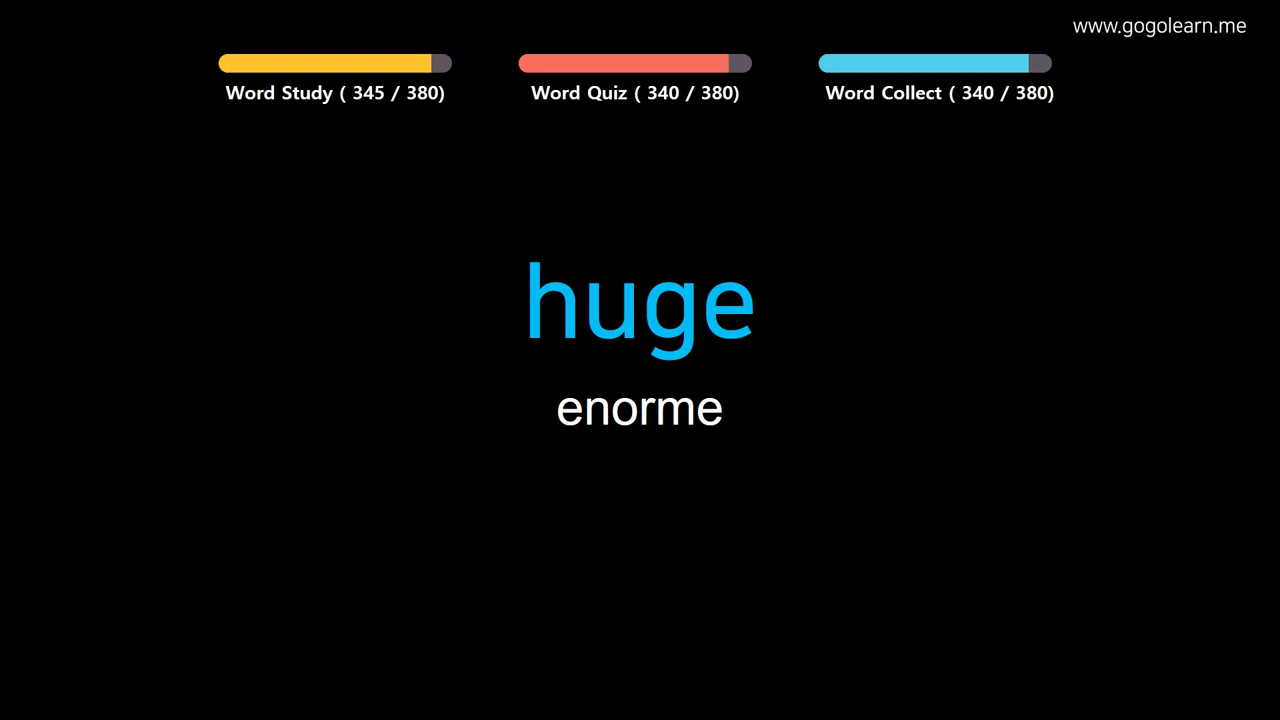 www.gogolearn.me
Word Study ( 345 / 380)
Word Quiz ( 340 / 380)
Word Collect ( 340 / 380)
huge
enorme